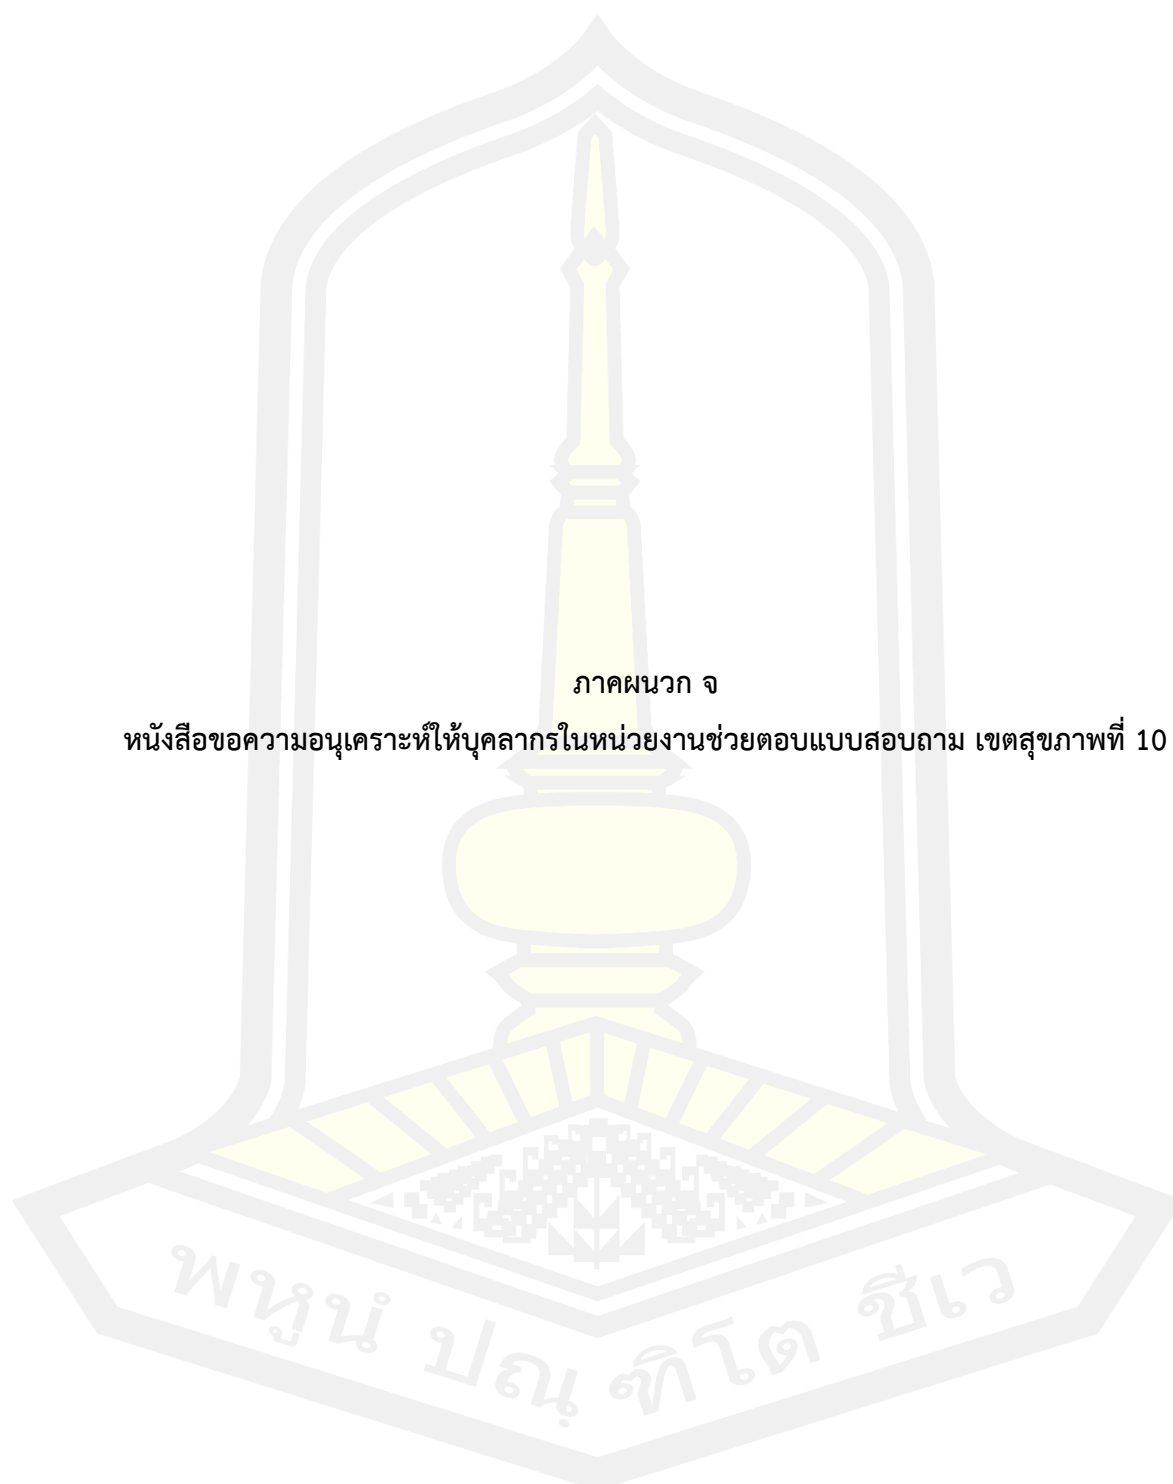 ภาคผนวก จ
หนังสือขอความอนุเคราะห์ให้บุคลากรในหน่วยงานช่วยตอบแบบสอบถาม เขตสุขภาพที่ 10
พหูนํ ปณฺฑิโต ชีเว